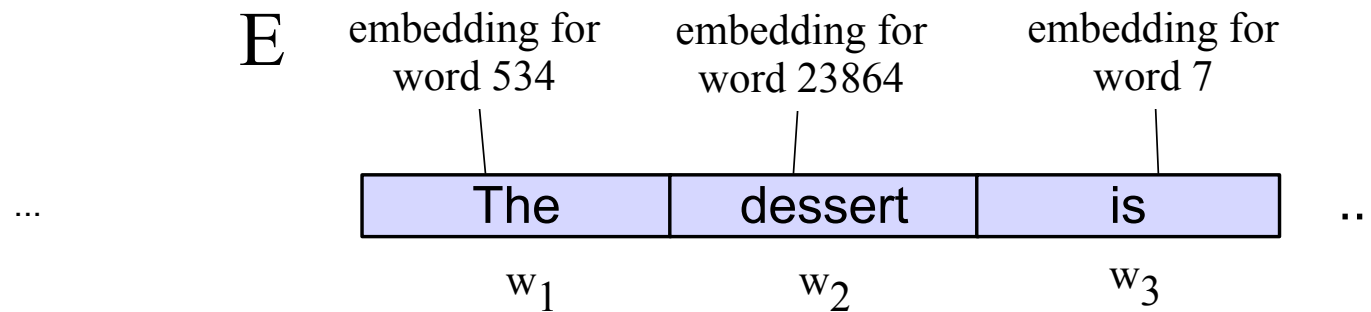 E
embedding for
word 534
embedding for
word 23864
embedding for
word 7
... The dessert is ..
w1 w2 w3